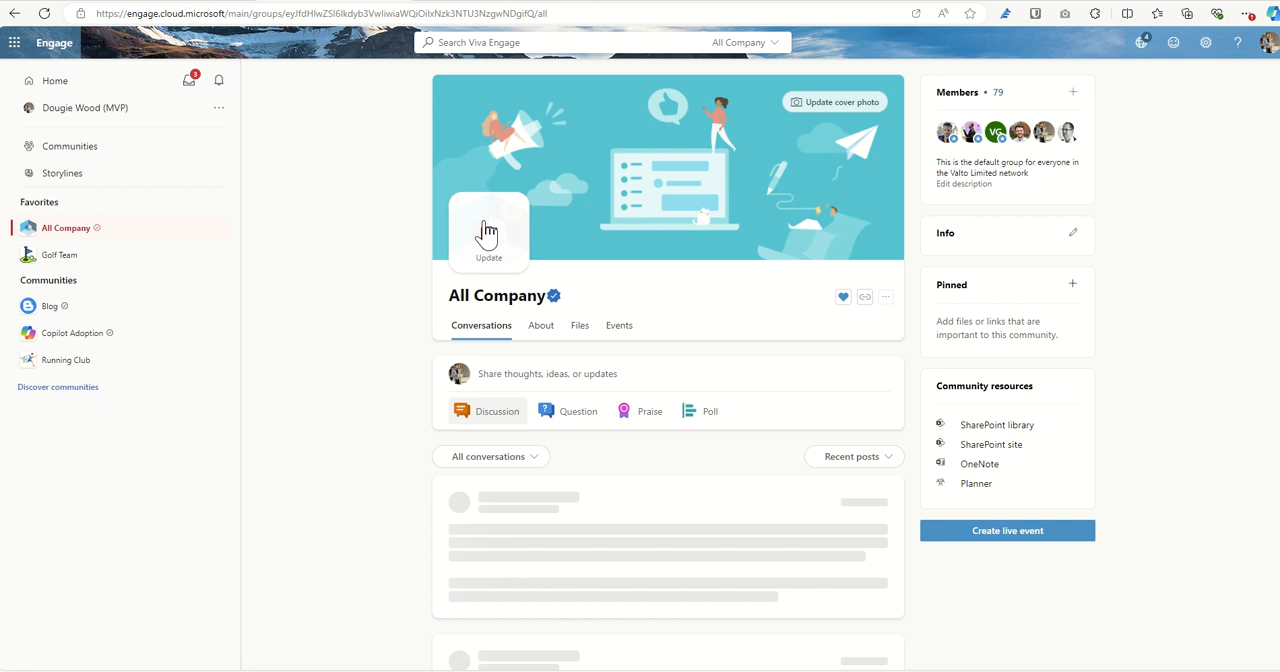 https://engage.cloud.microsoft/main/groups/eyJfdHlwZSI6Ikdyb3VwIiwiaWQiOiIxNzk3NTU3NzgwNDgifQ/all
Engage
Search Viva Engage
All Company
4
Home
3
Dougie Wood (MVP)
Communities
Storylines
Favorites
All Company
Golf Team
Communities
Blog
Copilot Adoption
Running Club
Discover communities
Update cover photo
Update
All Company
Conversations
About
Files
Events
Share thoughts, ideas, or updates
Discussion
Question
Praise
Poll
All conversations
Recent posts
Members • 79
VG
This is the default group for everyone in
the Valto Limited network
Edit description
Info
Pinned
Add files or links that are
important to this community.
Community resources
SharePoint library
SharePoint site
OneNote
Planner
Create live event